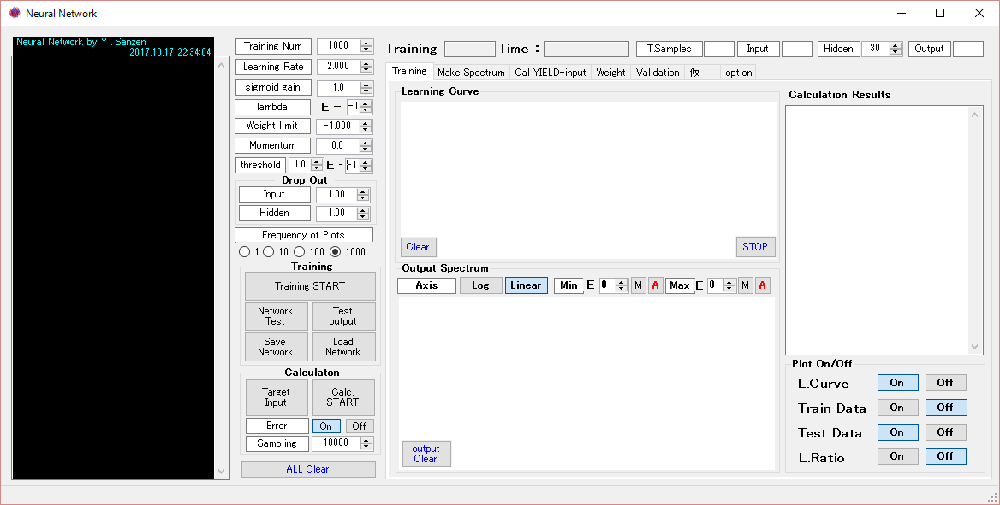 Neural Network
Neural Network by Y .Sanzen
2017.10.17 22:34:04
Training Num 1000
Learning Rate 2.000
sigmoid gain 1.0
lambda E - -1
Weight limit -1.000
Momentum 0.0
threshold 1.0 E - -1
Drop Out
Input 1.00
Hidden 1.00
Frequency of Plots
1 10 100 1000
Training
Training START
Network Test
Test output
Save Network
Load Network
Calculaton
Target Input
Calc. START
Error On Off
Sampling 10000
ALL Clear
Training Time : T.Samples Input Hidden 30 Output
Training Make Spectrum Cal YIELD-input Weight Validation 仮 option
Learning Curve
Clear STOP
Output Spectrum
Axis Log Linear Min E 0 M A Max E 0 M A
output
Clear
Calculation Results
Plot On/Off
L.Curve On Off
Train Data On Off
Test Data On Off
L.Ratio On Off